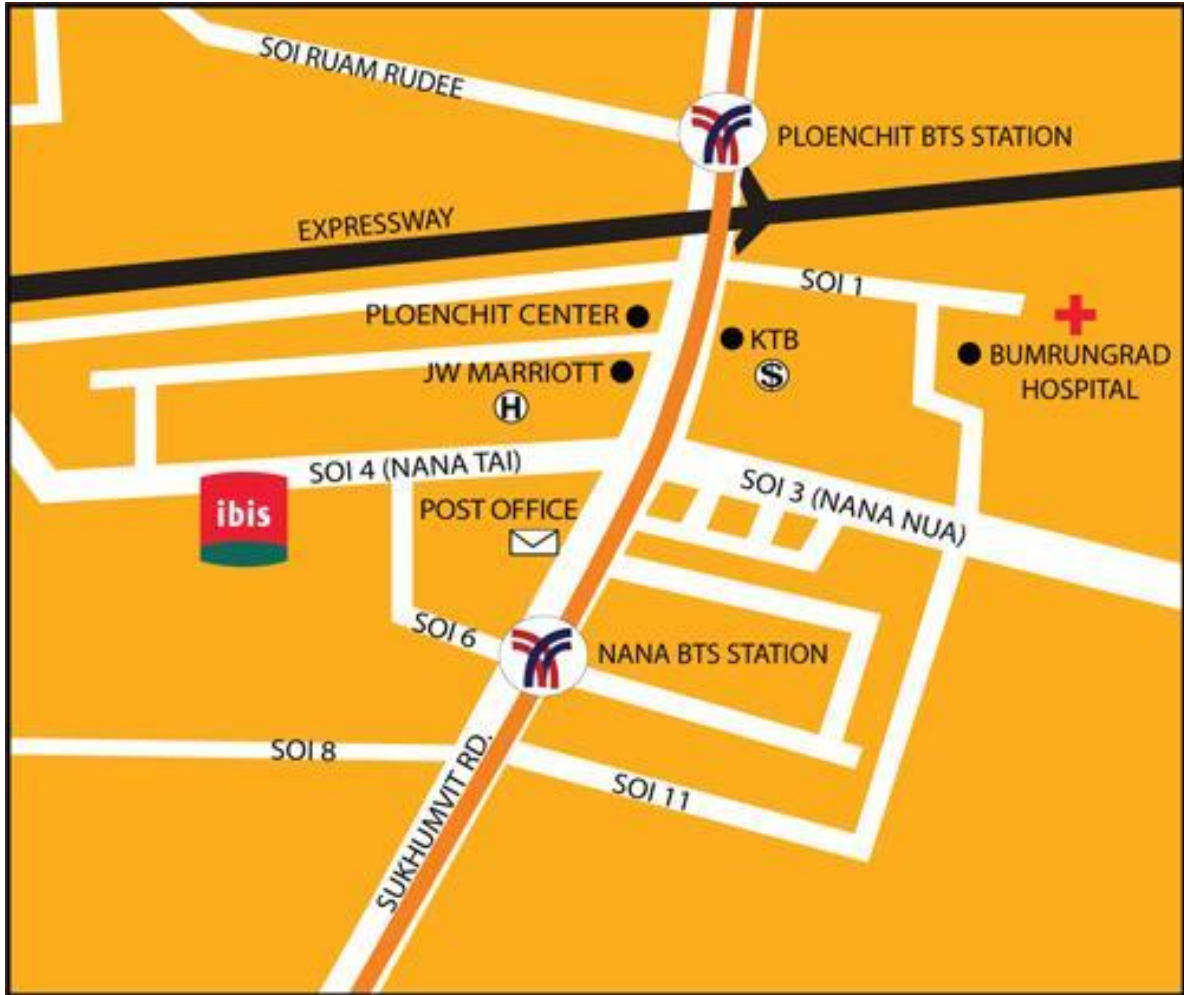 SOI RUAM RUDEE
PLOENCHIT BTS STATION
EXPRESSWAY
SOI 1
PLOENCHIT CENTER
KTB
$
BUMRUNGRAD
HOSPITAL
JW MARRIOTT
H
SOI 4 (NANA TAI)
SOI 3 (NANA NUA)
ibis
POST OFFICE
SOI 6
NANA BTS STATION
SOI 8
SUKHUMVIT RD.
SOI 11